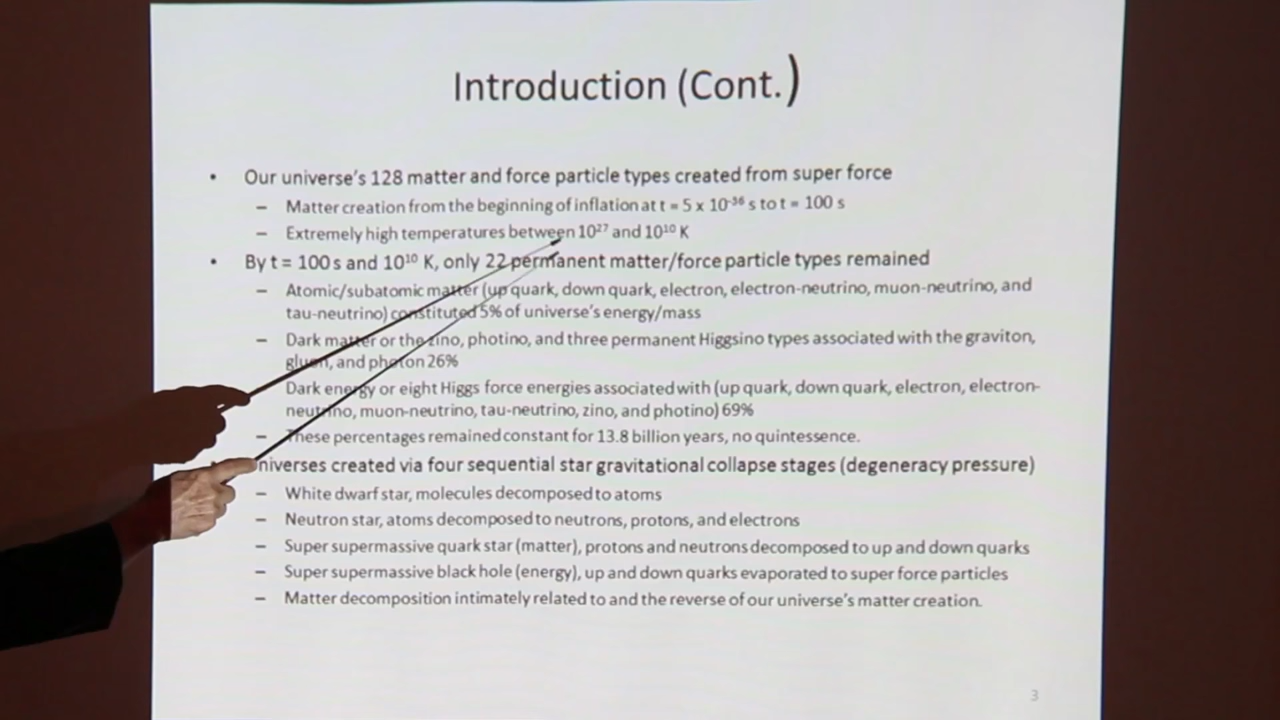 Introduction (Cont.)
• Our universe's 128 matter and force particle types created from super force
– Matter creation from the beginning of inflation at t = 5 x 10⁻³⁶ s to t = 100 s
– Extremely high temperatures between 10²⁷ and 10¹⁰ K
• By t = 100 s and 10¹⁰ K, only 22 permanent matter/force particle types remained
– Atomic/subatomic matter (up quark, down quark, electron, electron-neutrino, muon-neutrino, and
tau-neutrino) constituted 5% of universe's energy/mass
– Dark matter or the zino, photino, and three permanent Higgsino types associated with the graviton,
gluon, and photon 26%
Dark energy or eight Higgs force energies associated with (up quark, down quark, electron, electron-
neutrino, muon-neutrino, tau-neutrino, zino, and photino) 69%
– These percentages remained constant for 13.8 billion years, no quintessence.
niverses created via four sequential star gravitational collapse stages (degeneracy pressure)
– White dwarf star, molecules decomposed to atoms
– Neutron star, atoms decomposed to neutrons, protons, and electrons
– Super supermassive quark star (matter), protons and neutrons decomposed to up and down quarks
– Super supermassive black hole (energy), up and down quarks evaporated to super force particles
– Matter decomposition intimately related to and the reverse of our universe's matter creation.
3